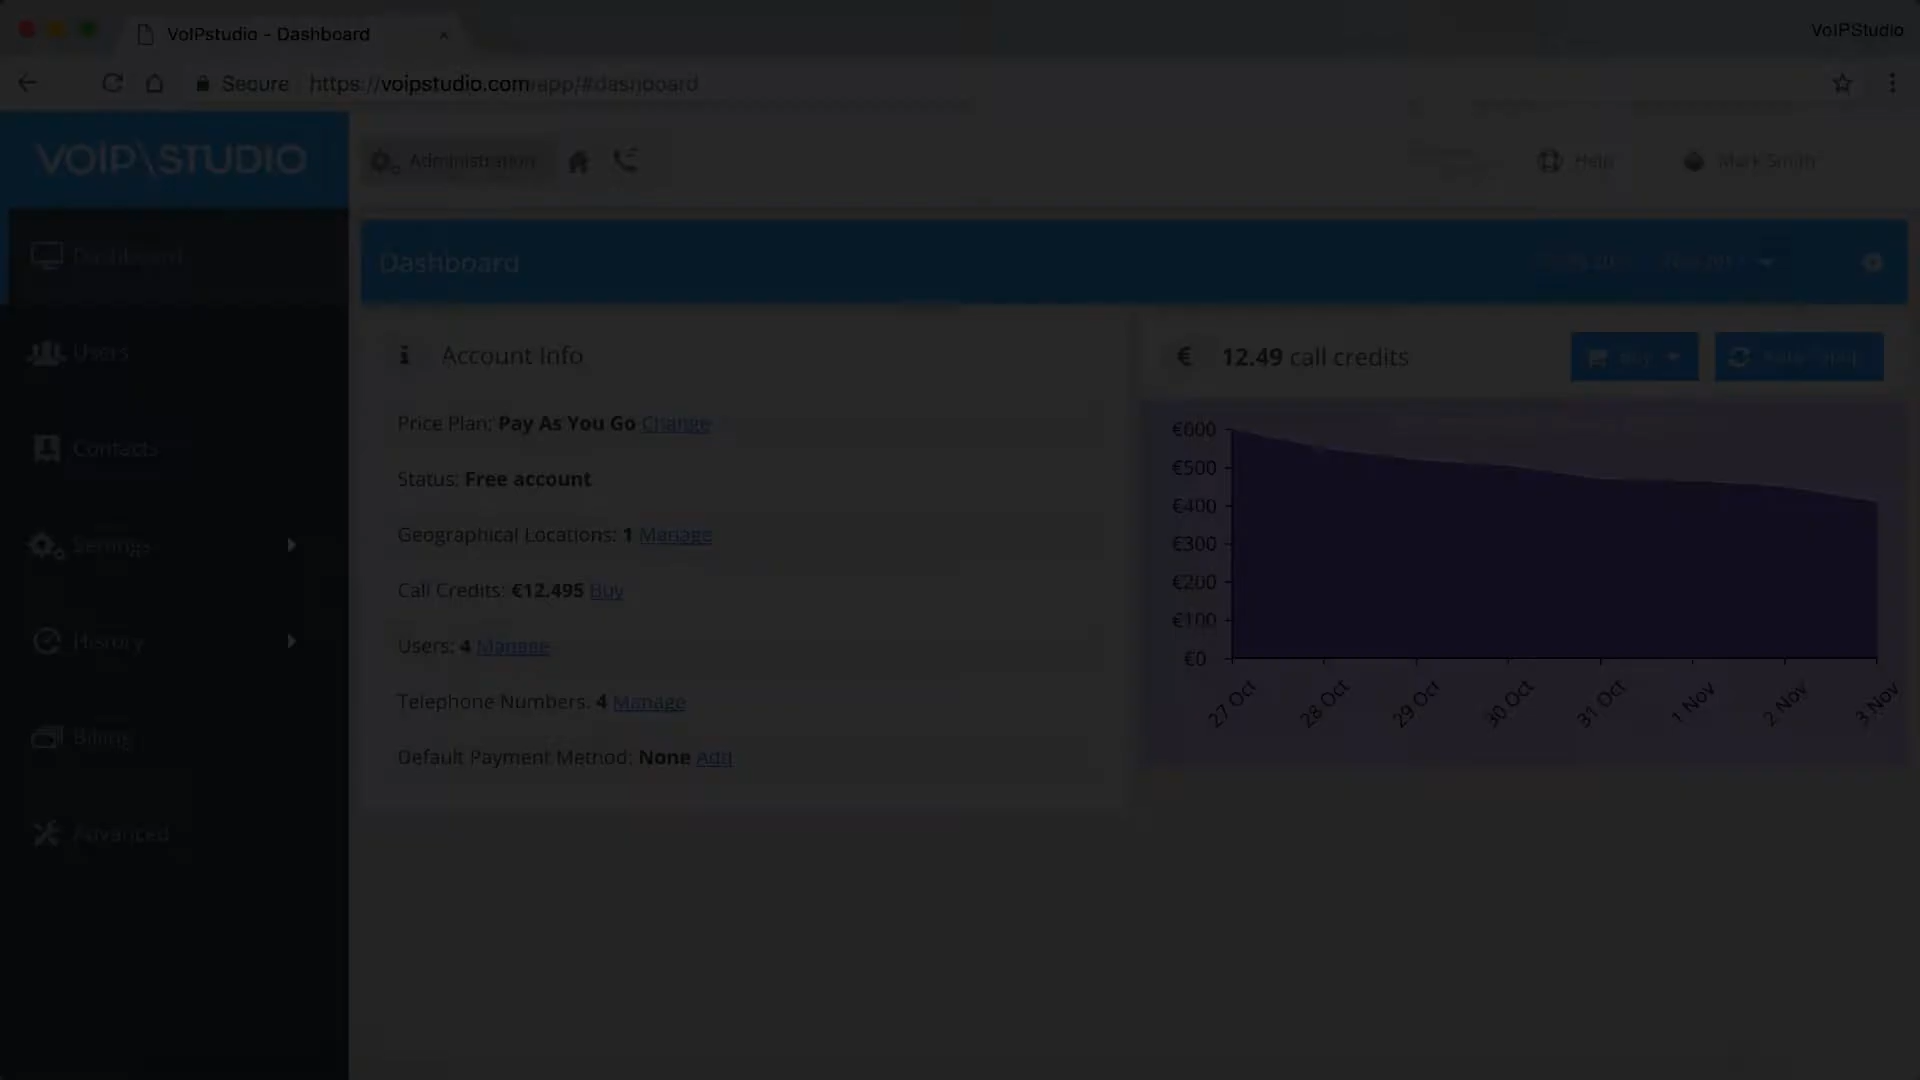 VoIPstudio - Dashboard
VoIPStudio
Secure https://voipstudio.com/app/#dashboard
VOIP\STUDIO
Administration
Help
Mark Smith
Dashboard
Users
Contacts
Settings
History
Billing
Advanced
Dashboard
Account Info
Price Plan: Pay As You Go Change
Status: Free account
Geographical Locations: 1 Manage
Call Credits: €12.495 Buy
Users: 4 Manage
Telephone Numbers: 4 Manage
Default Payment Method: None Add
€ 12.49 call credits
Buy
€600
€500
€400
€300
€200
€100
€0
27 Oct
28 Oct
29 Oct
30 Oct
31 Oct
1 Nov
2 Nov
3 Nov